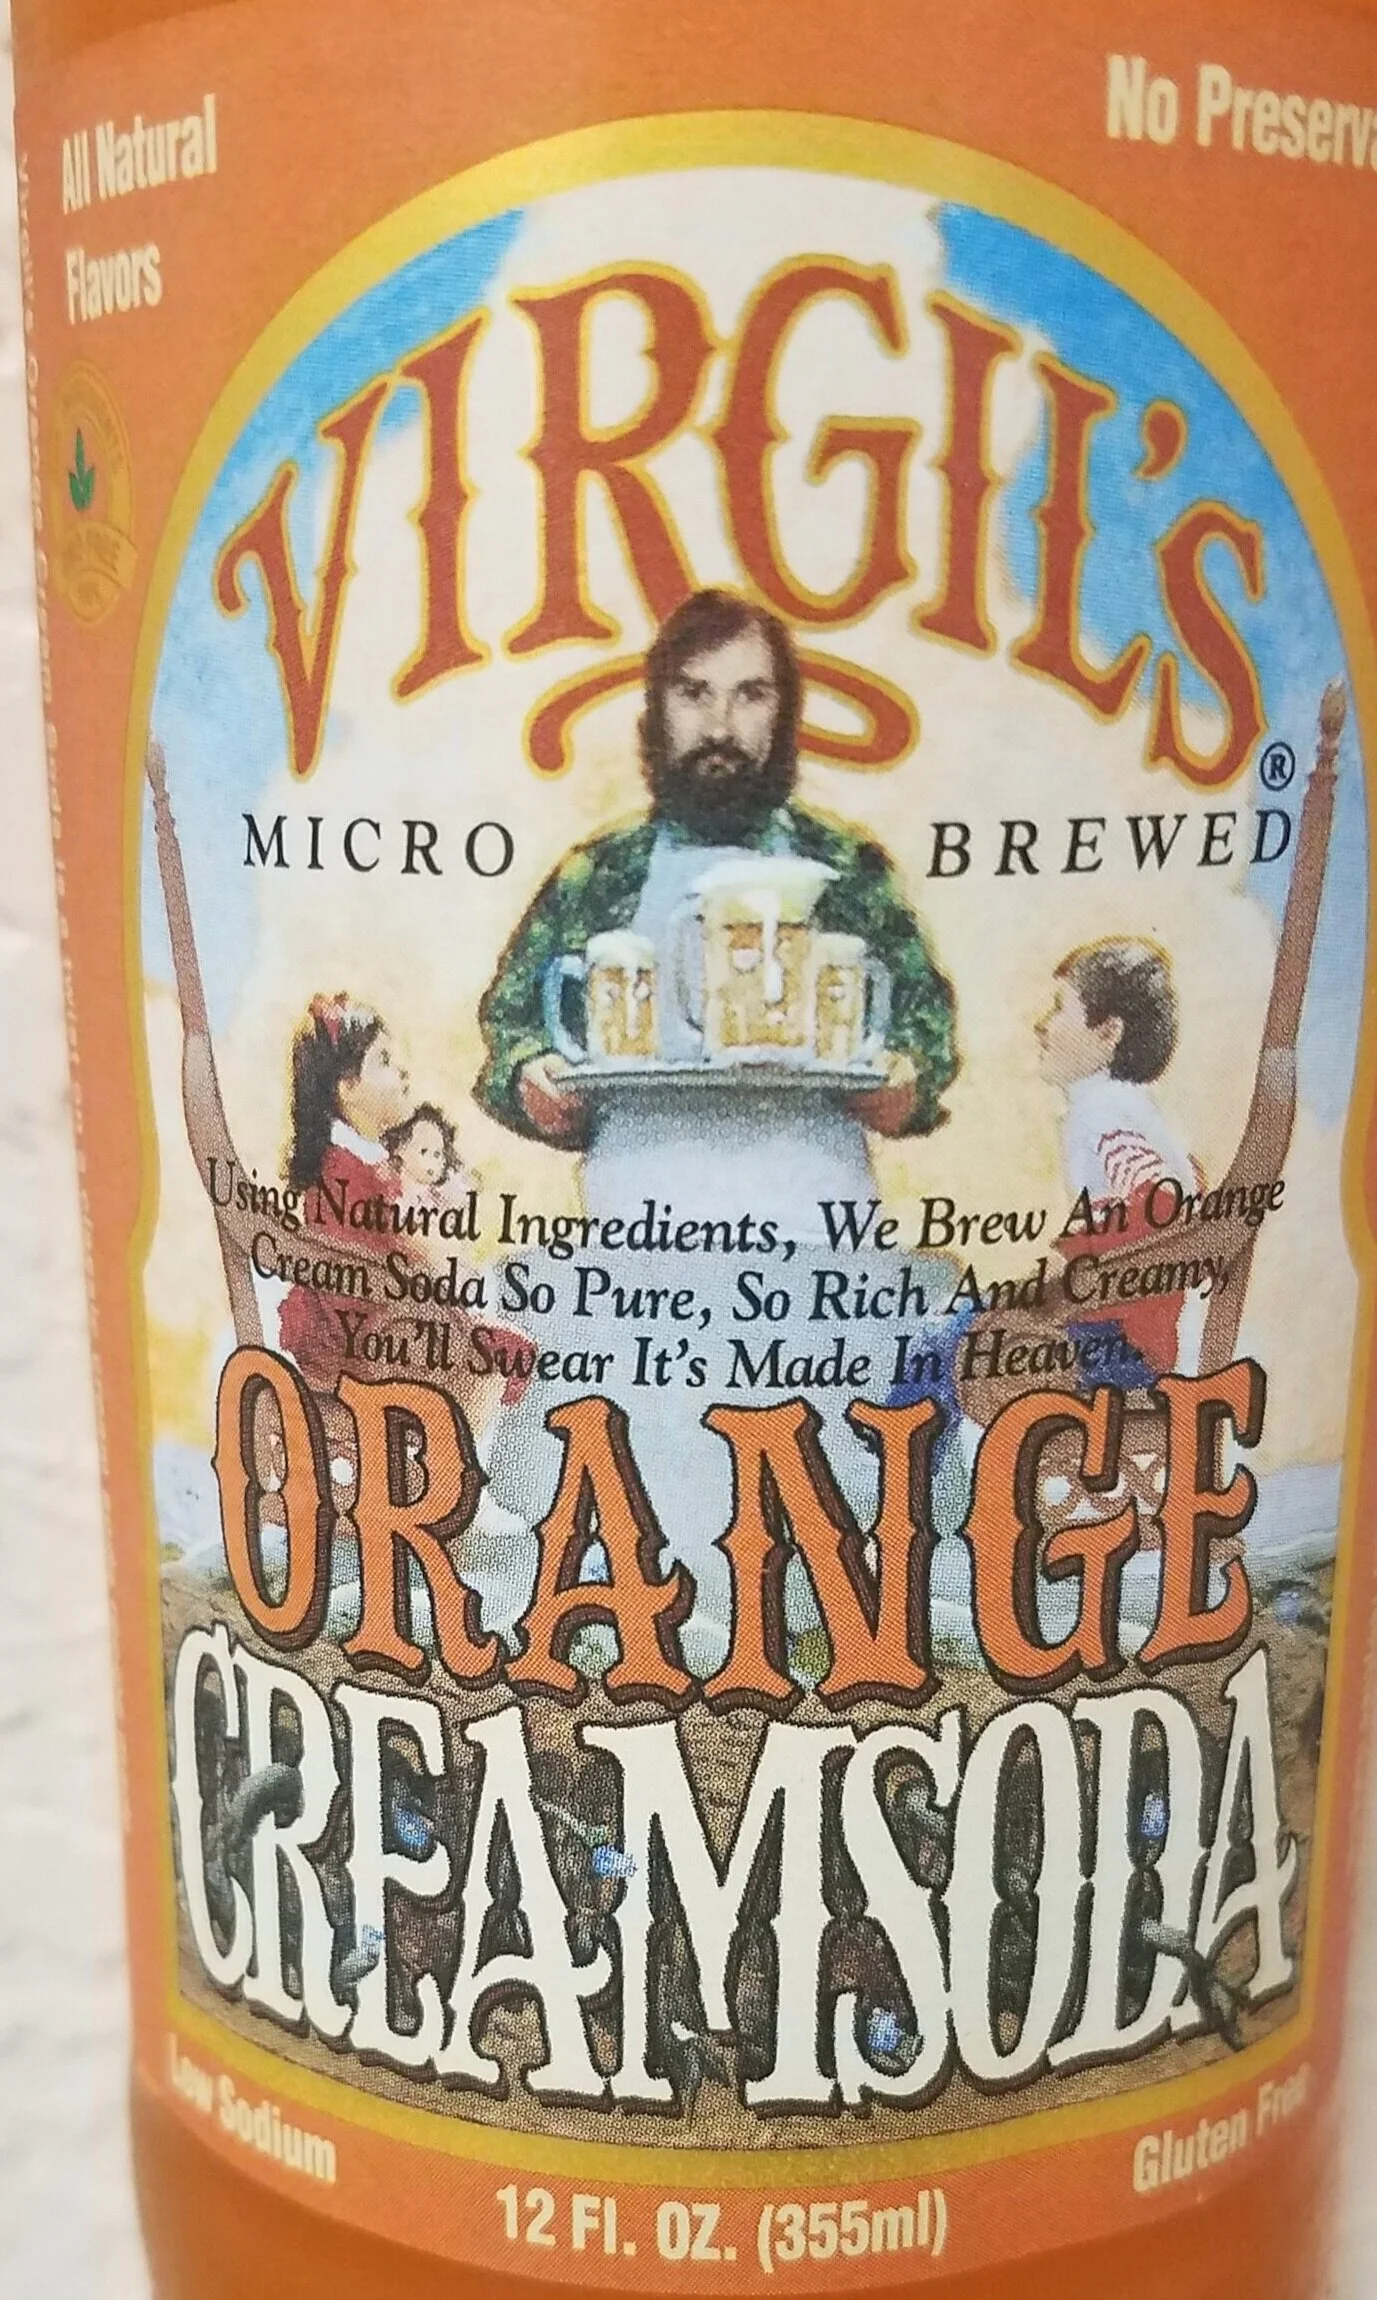 All Natural
Flavors
No
VIRGIL'S®
MICRO BREWED
Using Natural Ingredients, We Brew An Orange
Cream Soda So Pure, So Rich And Creamy,
You'll Swear It's Made In Heaven.
ORANGE
CREAM SODA
Low Sodium
Gluten Free
12 Fl. OZ. (355ml)